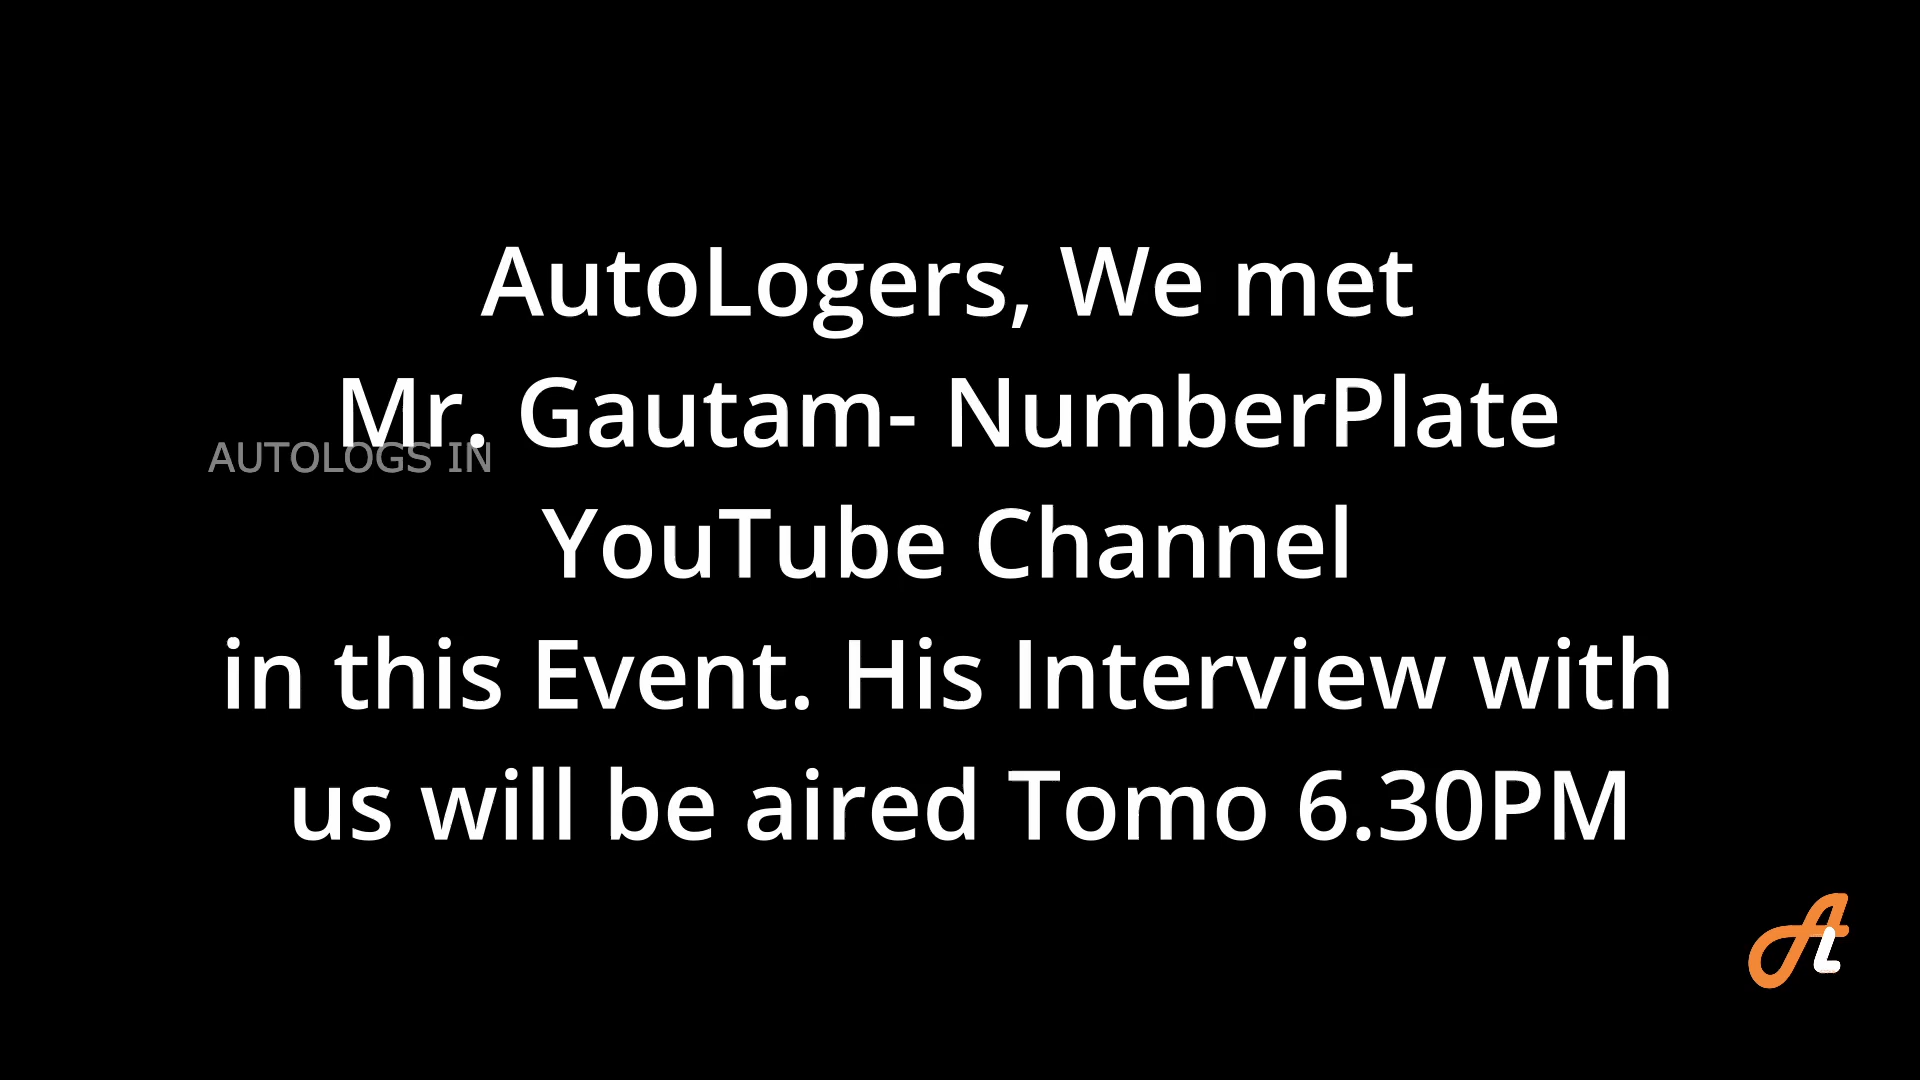 AutoLogers, We met
Mr. Gautam- NumberPlate
AUTOLOGS IN
YouTube Channel
in this Event. His Interview with
us will be aired Tomo 6.30PM
AL